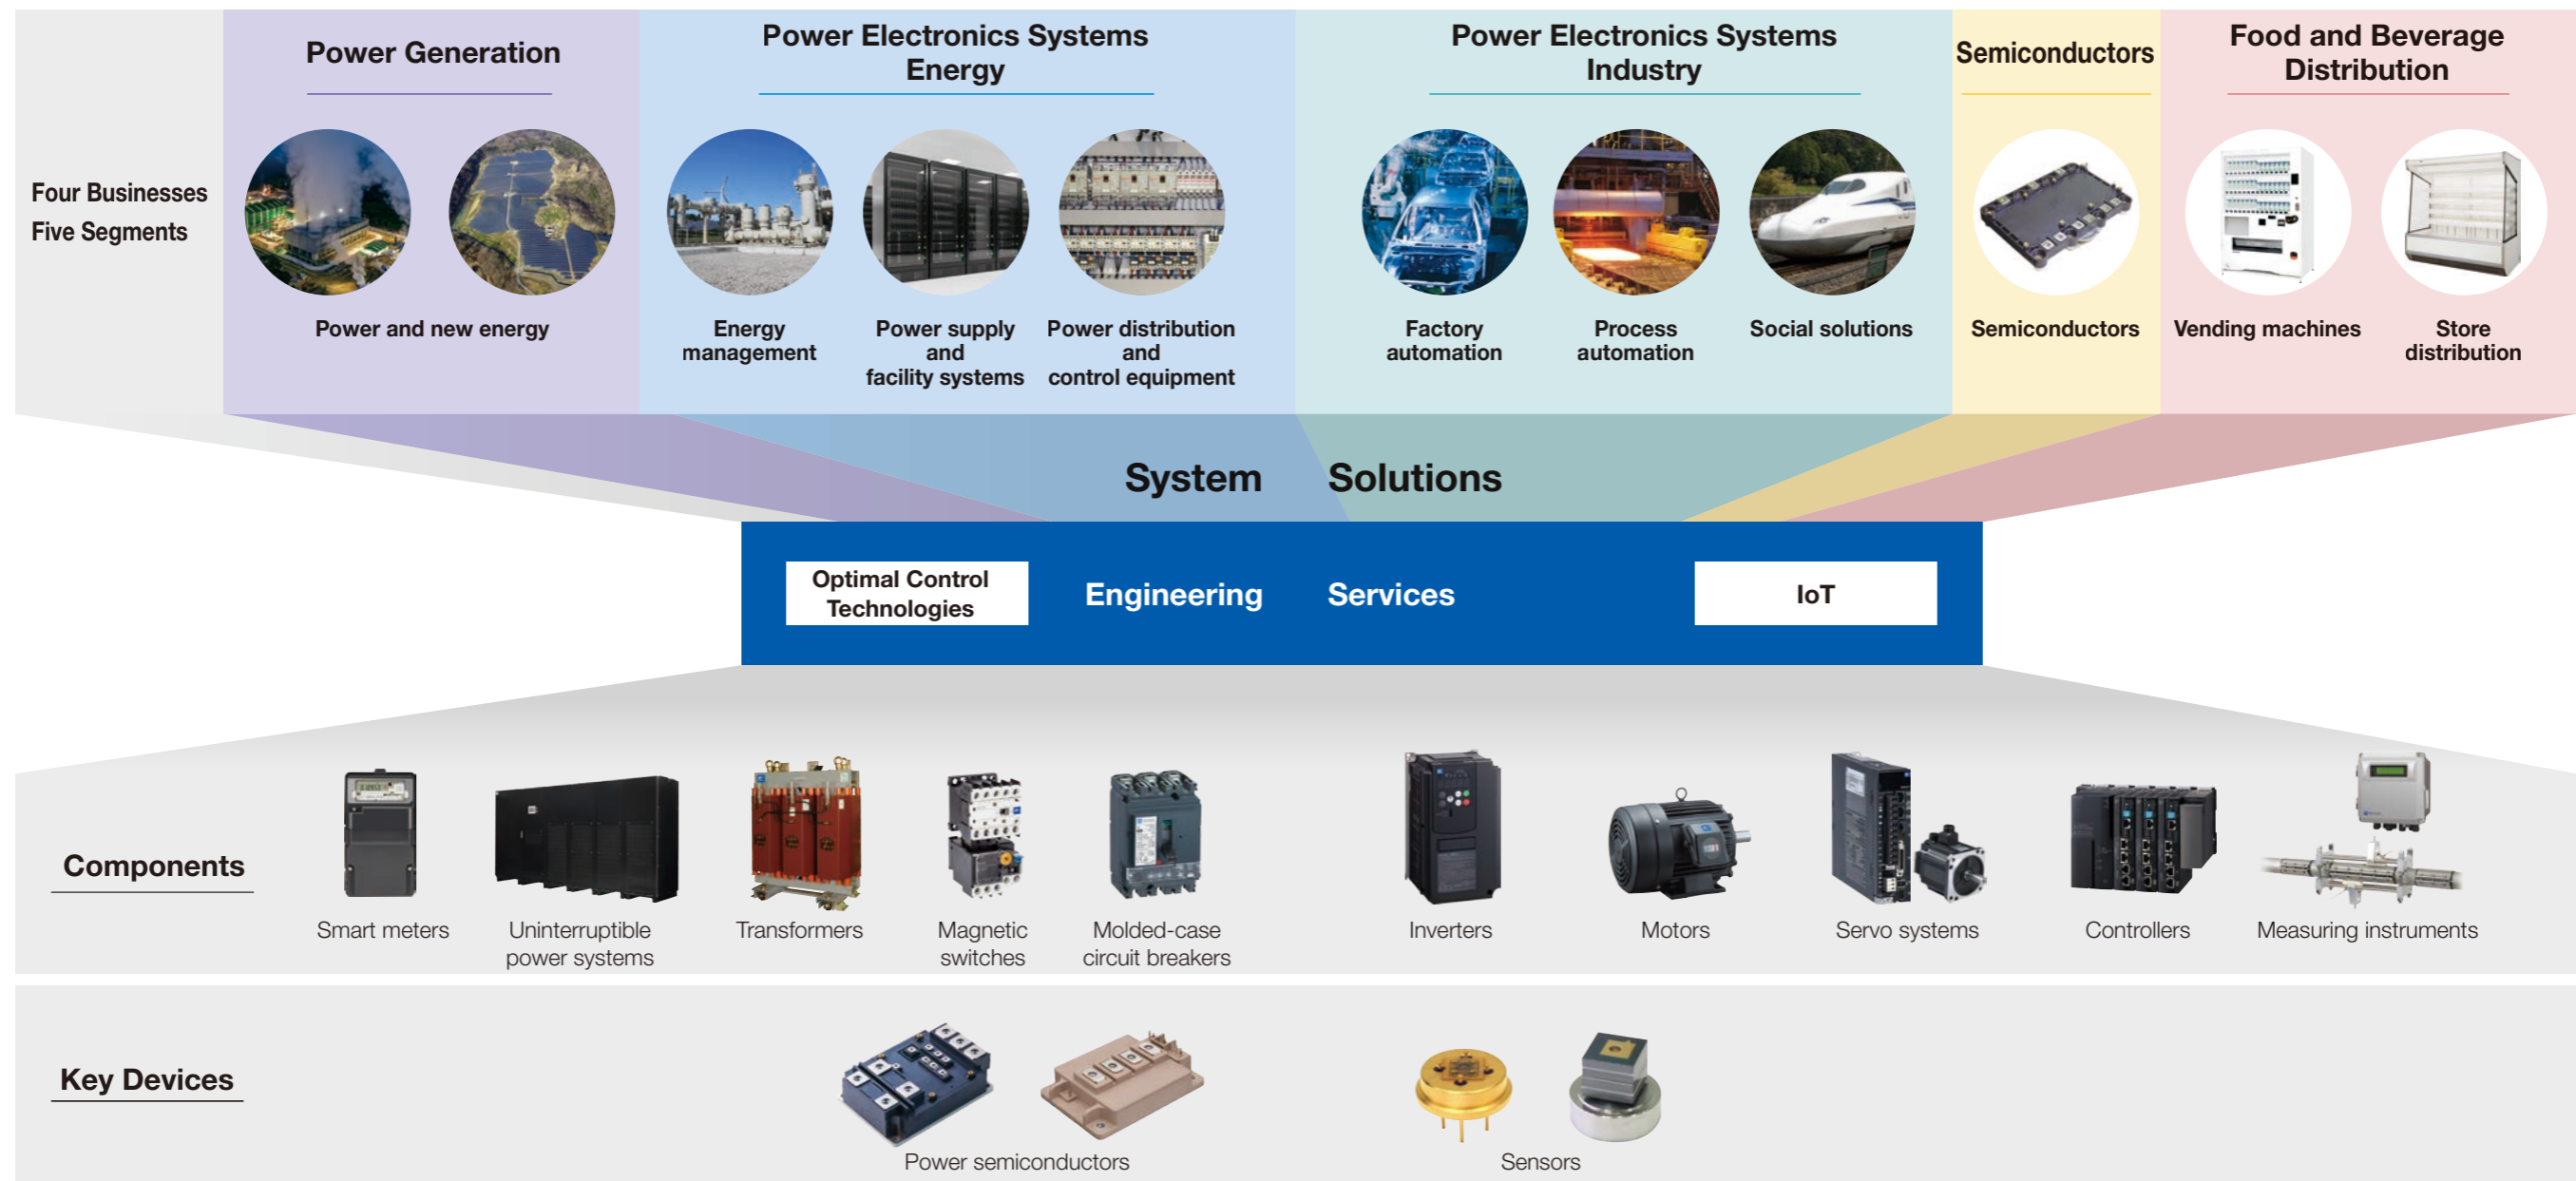 Four Businesses
Five Segments
Power Generation
Power and new energy
Power Electronics Systems
Energy
Energy
management
Power supply
and
facility systems
Power distribution
and
control equipment
Power Electronics Systems
Industry
Factory
automation
Process
automation
Social solutions
Semiconductors
Semiconductors
Food and Beverage
Distribution
Vending machines
Store
distribution
System Solutions
Optimal Control
Technologies
Engineering Services
IoT
Components
Smart meters
Uninterruptible
power systems
Transformers
Magnetic
switches
Molded-case
circuit breakers
Inverters
Motors
Servo systems
Controllers
Measuring instruments
Key Devices
Power semiconductors
Sensors